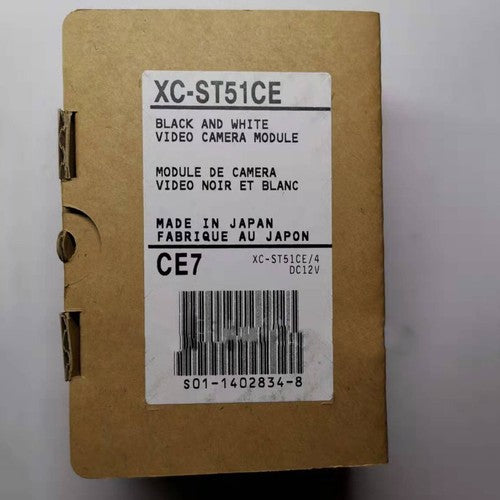 XC-ST51CE
BLACK AND WHITE
VIDEO CAMERA MODULE
MODULE DE CAMERA
VIDEO NOIR ET BLANC
MADE IN JAPAN
FABRIQUE AU JAPON
CE7
XC-ST51CE/4
DC12V
S01-1402834-8